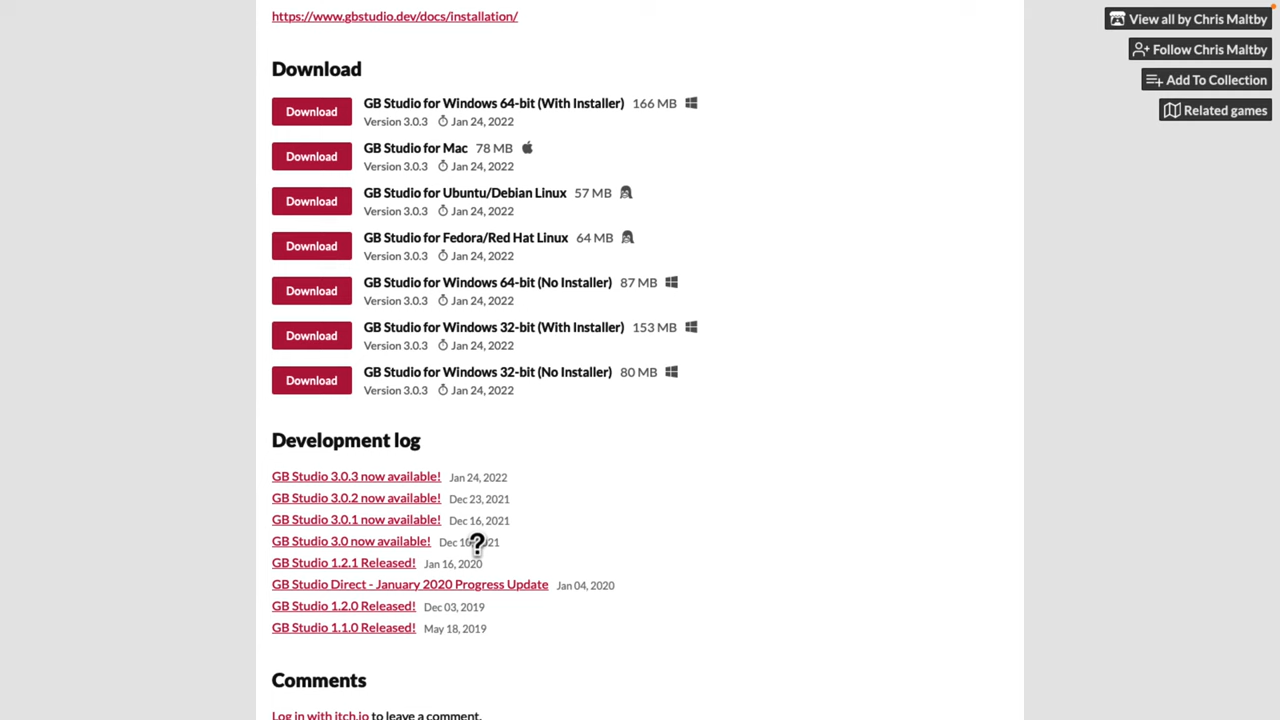 https://www.gbstudio.dev/docs/installation/
View all by Chris Maltby
Follow Chris Maltby
Add To Collection
Related games
Download
Download GB Studio for Windows 64-bit (With Installer) 166 MB
Version 3.0.3 Jan 24, 2022
Download GB Studio for Mac 78 MB
Version 3.0.3 Jan 24, 2022
Download GB Studio for Ubuntu/Debian Linux 57 MB
Version 3.0.3 Jan 24, 2022
Download GB Studio for Fedora/Red Hat Linux 64 MB
Version 3.0.3 Jan 24, 2022
Download GB Studio for Windows 64-bit (No Installer) 87 MB
Version 3.0.3 Jan 24, 2022
Download GB Studio for Windows 32-bit (With Installer) 153 MB
Version 3.0.3 Jan 24, 2022
Download GB Studio for Windows 32-bit (No Installer) 80 MB
Version 3.0.3 Jan 24, 2022
Development log
GB Studio 3.0.3 now available! Jan 24, 2022
GB Studio 3.0.2 now available! Dec 23, 2021
GB Studio 3.0.1 now available! Dec 16, 2021
GB Studio 3.0 now available! Dec
GB Studio 1.2.1 Released! Jan 16, 2020
GB Studio Direct - January 2020 Progress Update Jan 04, 2020
GB Studio 1.2.0 Released! Dec 03, 2019
GB Studio 1.1.0 Released! May 18, 2019
Comments
Log in with itch.io to leave a comment.